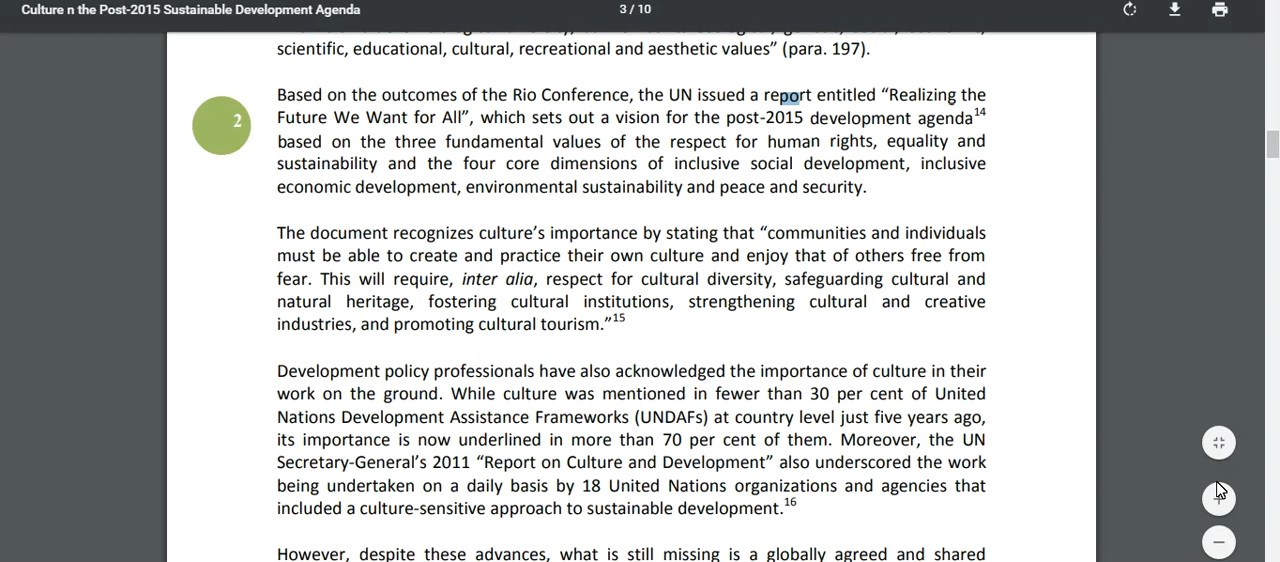 Culture n the Post-2015 Sustainable Development Agenda
3 / 10
scientific, educational, cultural, recreational and aesthetic values” (para. 197).
2
Based on the outcomes of the Rio Conference, the UN issued a report entitled “Realizing the
Future We Want for All”, which sets out a vision for the post-2015 development agenda14
based on the three fundamental values of the respect for human rights, equality and
sustainability and the four core dimensions of inclusive social development, inclusive
economic development, environmental sustainability and peace and security.
The document recognizes culture’s importance by stating that “communities and individuals
must be able to create and practice their own culture and enjoy that of others free from
fear. This will require, inter alia, respect for cultural diversity, safeguarding cultural and
natural heritage, fostering cultural institutions, strengthening cultural and creative
industries, and promoting cultural tourism.”15
Development policy professionals have also acknowledged the importance of culture in their
work on the ground. While culture was mentioned in fewer than 30 per cent of United
Nations Development Assistance Frameworks (UNDAFs) at country level just five years ago,
its importance is now underlined in more than 70 per cent of them. Moreover, the UN
Secretary-General’s 2011 “Report on Culture and Development” also underscored the work
being undertaken on a daily basis by 18 United Nations organizations and agencies that
included a culture-sensitive approach to sustainable development.16
However, despite these advances, what is still missing is a globally agreed and shared